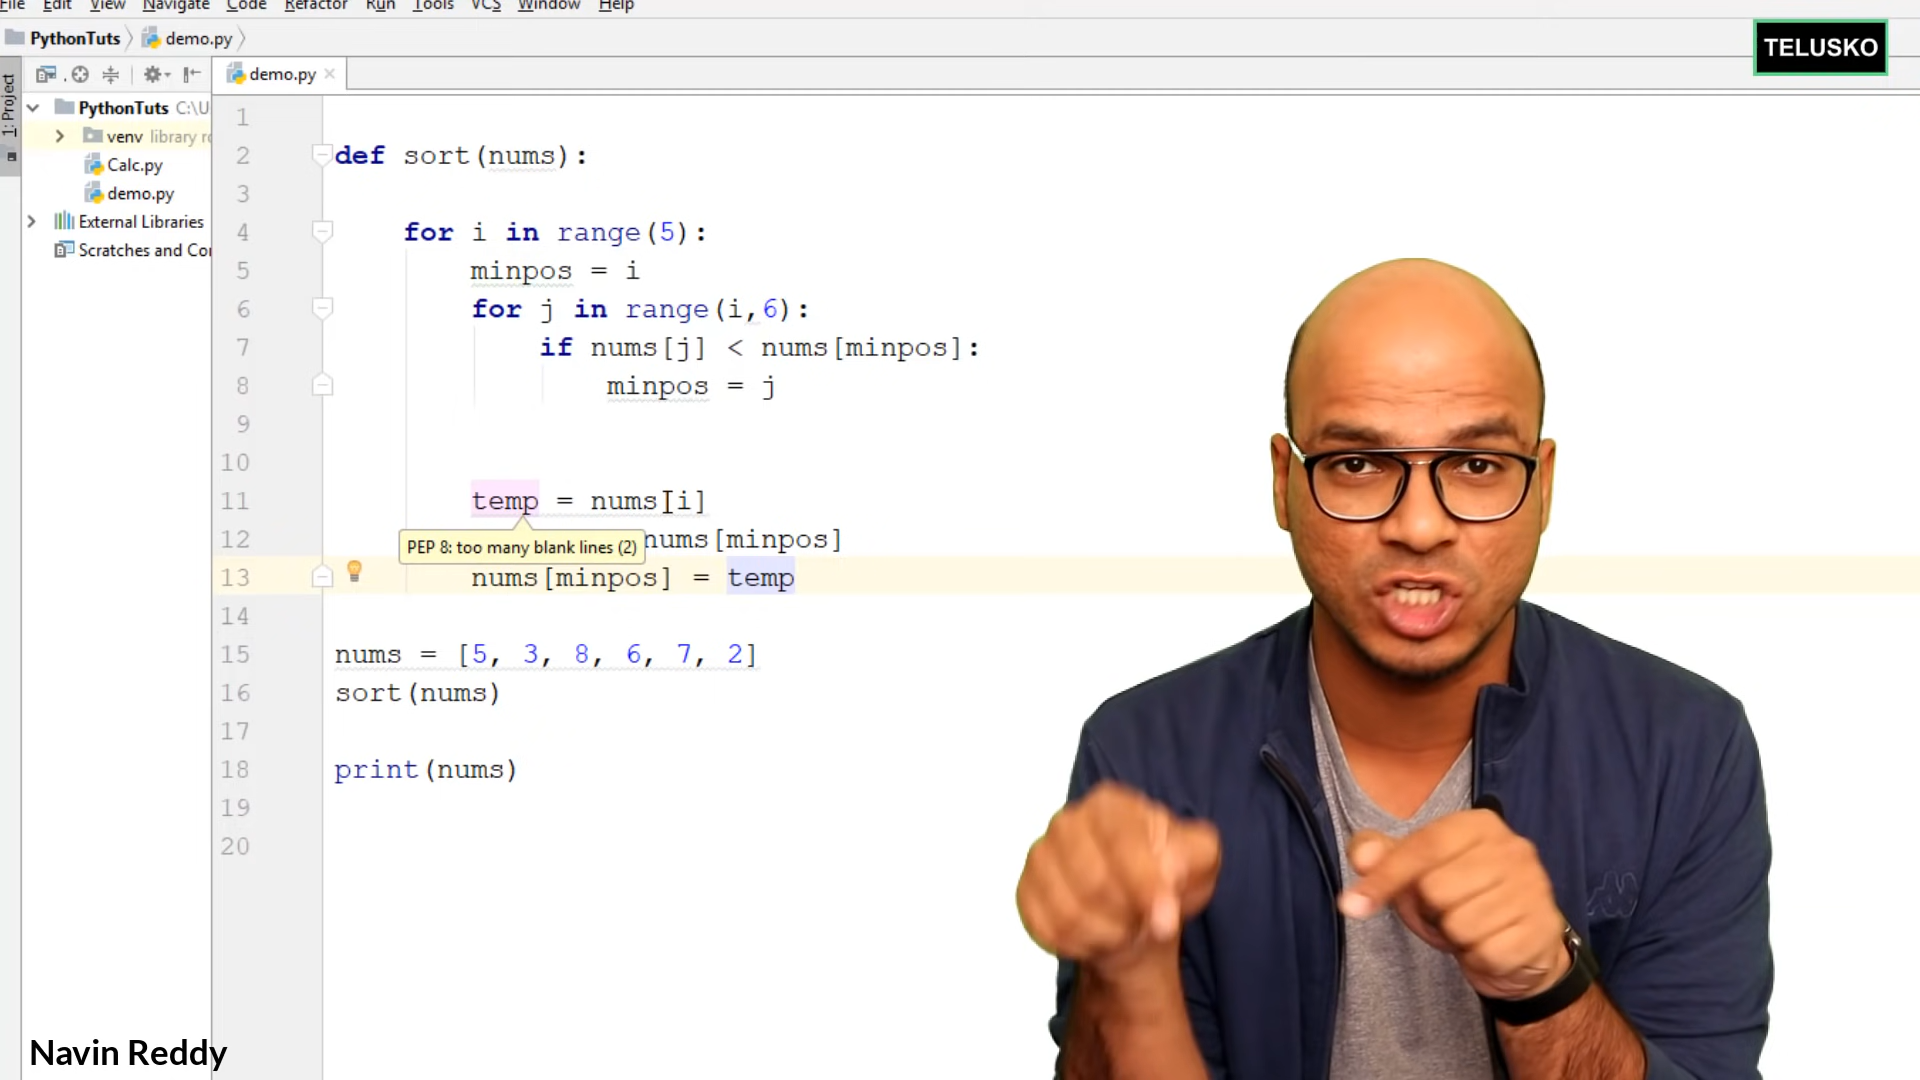 File Edit View Navigate Code Refactor Run Tools VCS Window Help
PythonTuts demo.py
TELUSKO
1: Project
demo.py
PythonTuts C:\U
venv library ro
Calc.py
demo.py
External Libraries
Scratches and Co
1
2 def sort(nums):
3
4 for i in range(5):
5 minpos = i
6 for j in range(i,6):
7 if nums[j] < nums[minpos]:
8 minpos = j
9
10
11 temp = nums[i]
PEP 8: too many blank lines (2)
12 nums[minpos]
13 nums[minpos] = temp
14
15 nums = [5, 3, 8, 6, 7, 2]
16 sort(nums)
17
18 print(nums)
19
20
Navin Reddy